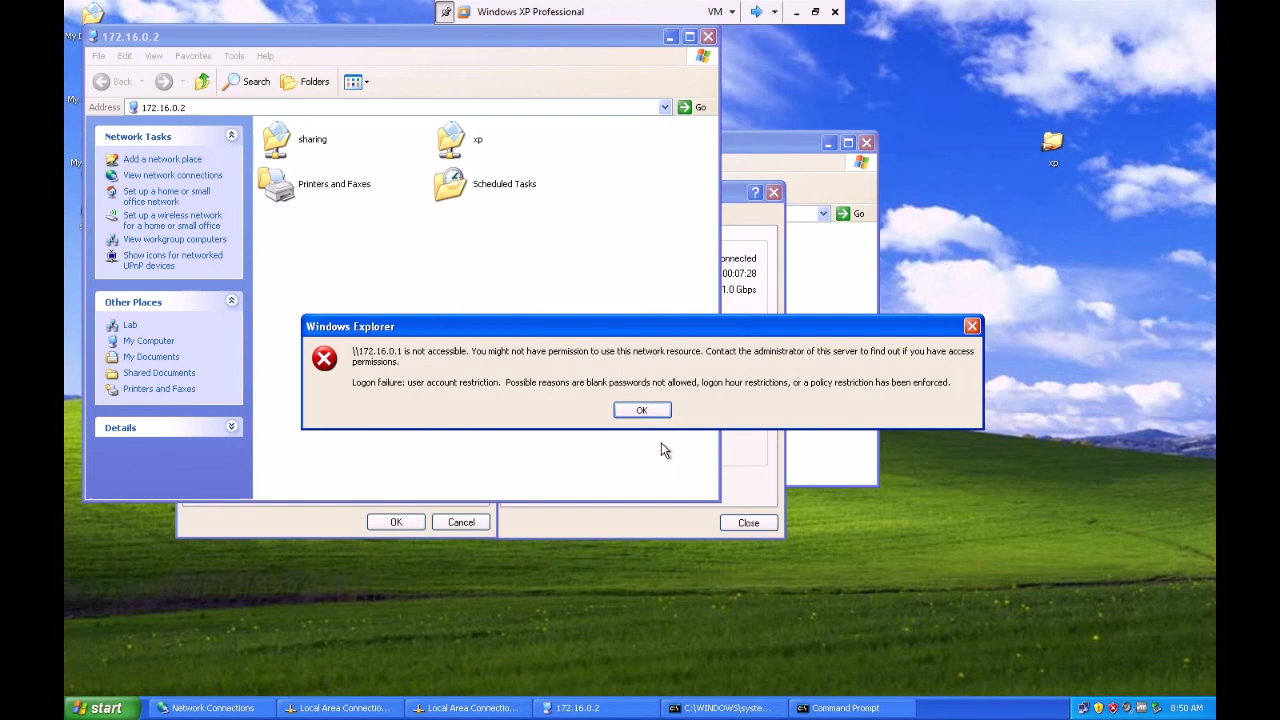 Windows XP Professional
VM
172.16.0.2
File Edit View Favorites Tools Help
Back
Search
Folders
Address
172.16.0.2
Go
Network Tasks
Add a network place
View network connections
Set up a home or small
office network
Set up a wireless network
for a home or small office
View workgroup computers
Show icons for networked
UPnP devices
Other Places
Lab
My Computer
My Documents
Shared Documents
Printers and Faxes
Details
sharing
xp
Printers and Faxes
Scheduled Tasks
My
My
Go
onnected
00:07:28
1.0 Gbps
xp
Windows Explorer
\\172.16.0.1 is not accessible. You might not have permission to use this network resource. Contact the administrator of this server to find out if you have access
permissions.
Logon failure: user account restriction. Possible reasons are blank passwords not allowed, logon hour restrictions, or a policy restriction has been enforced.
OK
OK
Cancel
Close
start
Network Connections
Local Area Connectio...
Local Area Connectio...
172.16.0.2
C:\WINDOWS\syste...
Command Prompt
8:50 AM